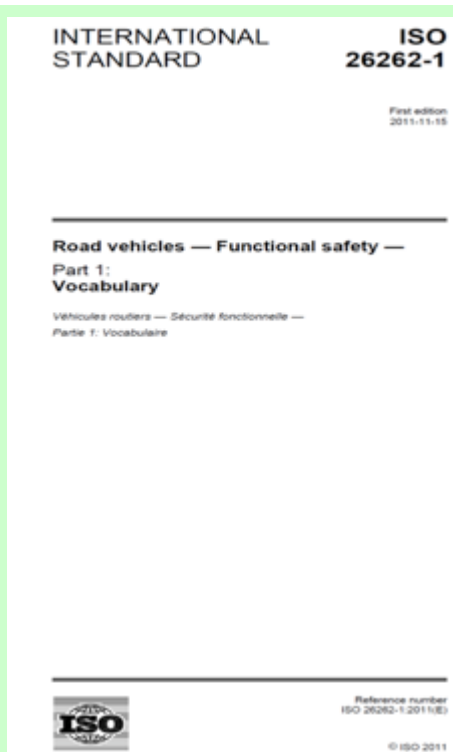 INTERNATIONAL
STANDARD
ISO
26262-1
First edition
2011-11-15
Road vehicles — Functional safety —
Part 1:
Vocabulary
Véhicules routiers — Sécurité fonctionnelle —
Partie 1: Vocabulaire
ISO
Reference number
ISO 26262-1:2011(E)
© ISO 2011